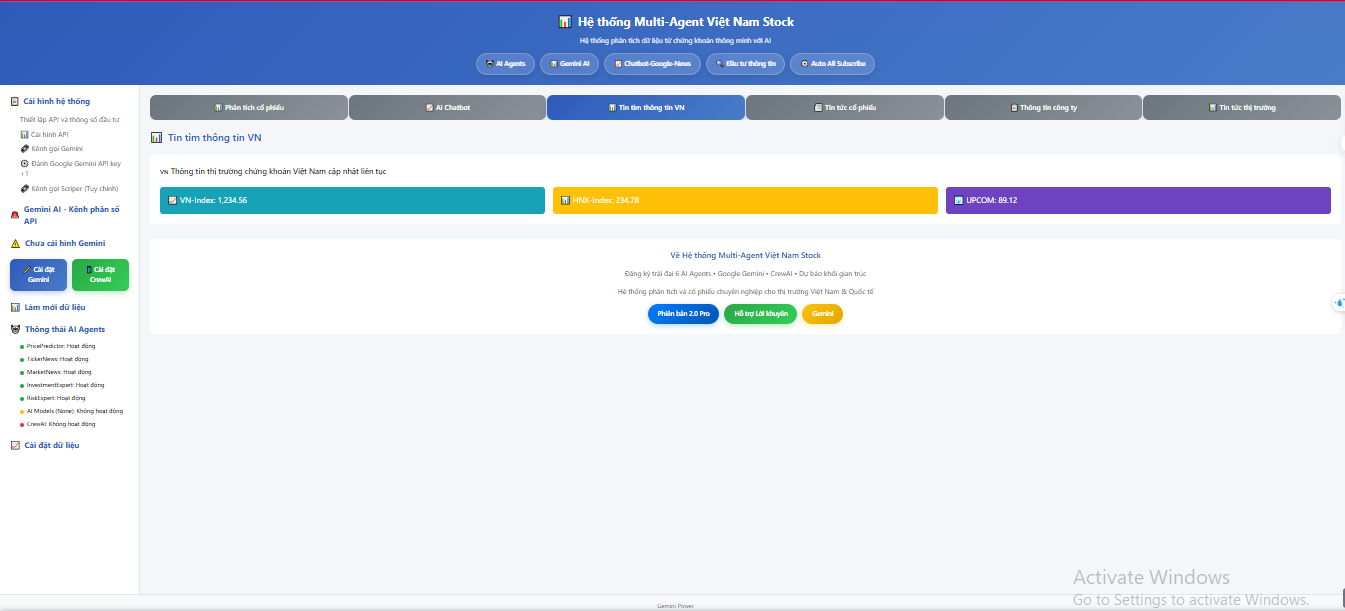 Hệ thống Multi-Agent Việt Nam Stock
Hệ thống phân tích dữ liệu từ chứng khoán thông minh với AI
AI Agents
Gemini AI
Chatbot-Google-News
Đầu tư thông tin
Auto All Subscribe
Cài hình hệ thống
Thiết lập API và thông số đầu tư
Cài hình API
Kênh gọi Gemini
Đánh Google Gemini API key
+1
Kênh gọi Scriper (Tuy chỉnh)
Gemini AI - Kênh phân số
API
Chưa cài hình Gemini
Cài đặt
Gemini
Cài đặt
CrewAI
Làm mới dữ liệu
Thông thái AI Agents
PricePredictor: Hoạt động
TickerNews: Hoạt động
MarketNews: Hoạt động
InvestmentExpert: Hoạt động
RiskExpert: Hoạt động
AI Models (None): Không hoạt động
CrewAI: Không hoạt động
Cài đặt dữ liệu
Phân tích cổ phiếu
AI Chatbot
Tin tìm thông tin VN
Tin tức cổ phiếu
Thông tin công ty
Tin tức thị trường
Tin tìm thông tin VN
VN Thông tin thị trường chứng khoán Việt Nam cập nhật liên tục
VN-Index: 1,234.56
HNX-Index: 234.78
UPCOM: 89.12
Về Hệ thống Multi-Agent Việt Nam Stock
Đăng ký trải đại 6 AI Agents • Google Gemini • CrewAI • Dự báo khối gian trúc
Hệ thống phân tích và cổ phiếu chuyên nghiệp cho thị trường Việt Nam & Quốc tế
Phiên bản 2.0 Pro
Hỗ trợ Lời khuyên
Gemini
Activate Windows
Go to Settings to activate Windows.
Gemini Power